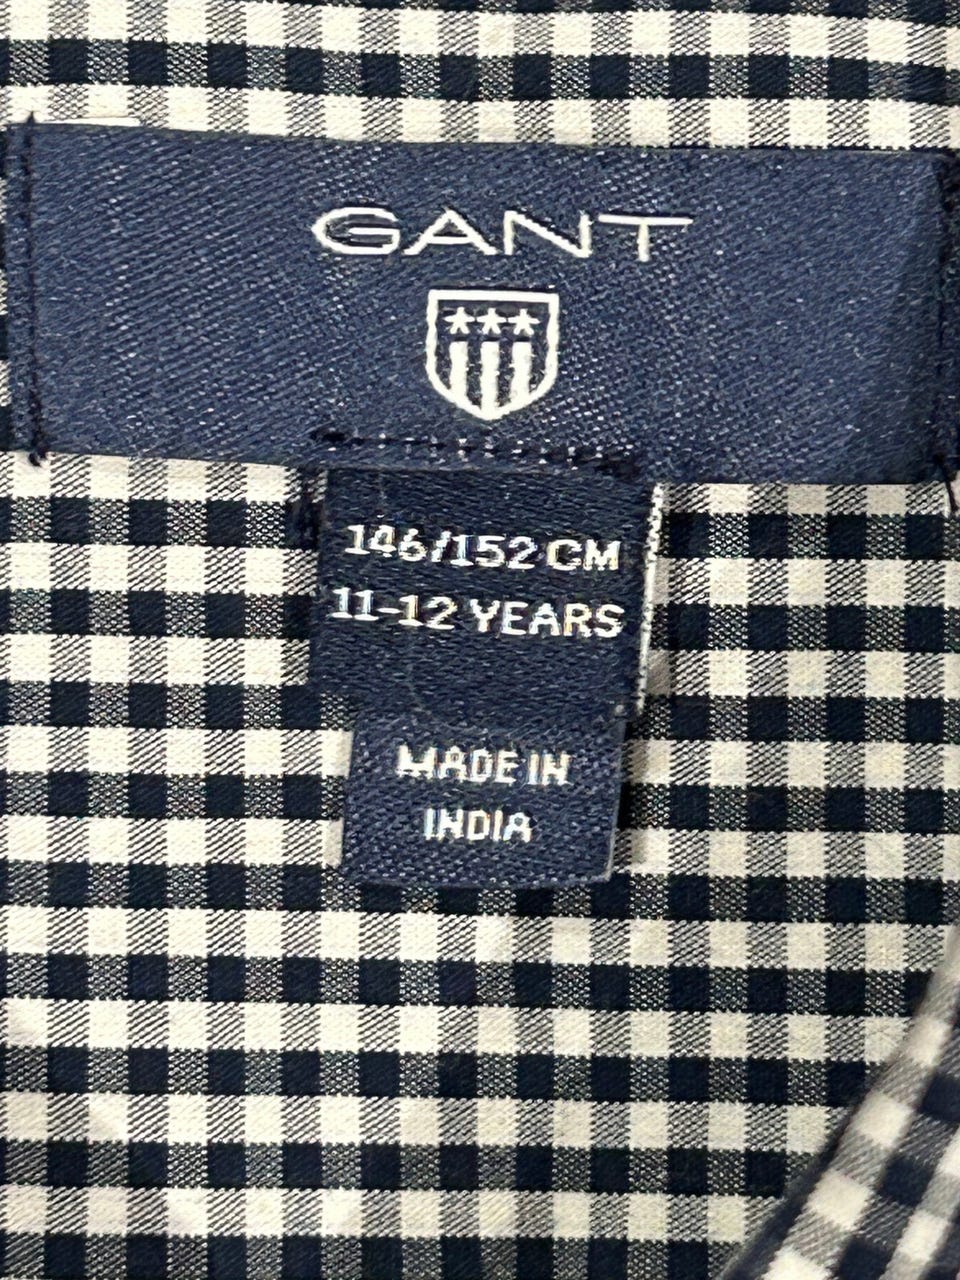 GANT
146/152 CM
11-12 YEARS
MADE IN
INDIA